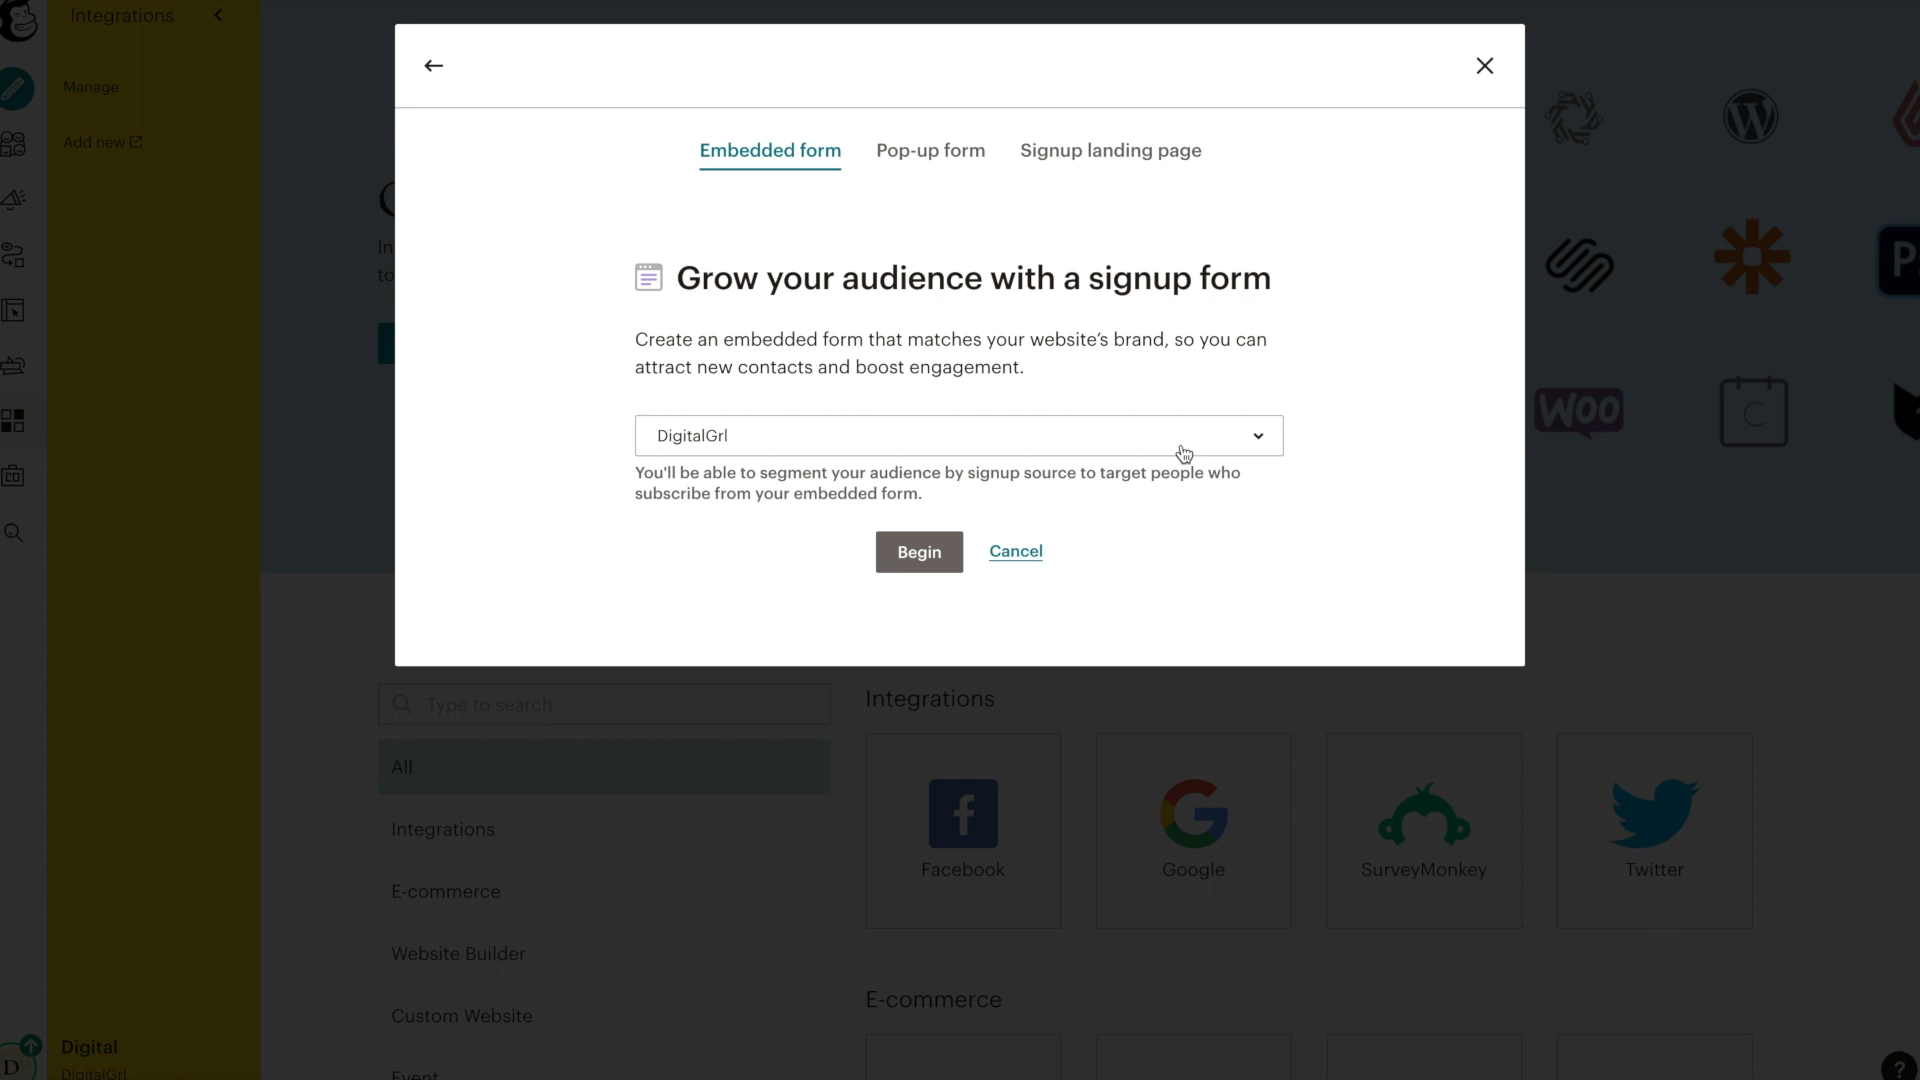 Integrations
Manage
Add new
In
to
Embedded form
Pop-up form
Signup landing page
Grow your audience with a signup form
Create an embedded form that matches your website's brand, so you can
attract new contacts and boost engagement.
DigitalGrl
You'll be able to segment your audience by signup source to target people who
subscribe from your embedded form.
Begin
Cancel
WOO
C
P
Type to search
All
Integrations
E-commerce
Website Builder
Custom Website
Event
Integrations
Facebook
Google
SurveyMonkey
Twitter
E-commerce
D
Digital
DigitalGrl
?